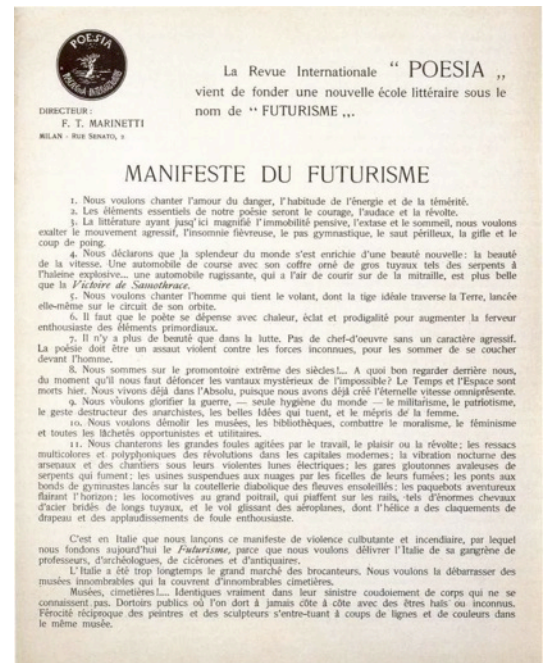 POESIA
La Revue Internationale “ POESIA „
vient de fonder une nouvelle école littéraire sous le
nom de “ FUTURISME „.
DIRECTEUR :
F. T. MARINETTI
MILAN - RUE SENATO, 2
MANIFESTE DU FUTURISME
1. Nous voulons chanter l'amour du danger, l'habitude de l'énergie et de la témérité.
2. Les éléments essentiels de notre poésie seront le courage, l'audace et la révolte.
3. La littérature ayant jusq'ici magnifié l'immobilité pensive, l'extase et le sommeil, nous voulons
exalter le mouvement agressif, l'insomnie fiévreuse, le pas gymnastique, le saut périlleux, la gifle et le
coup de poing.
4. Nous déclarons que la splendeur du monde s'est enrichie d'une beauté nouvelle: la beauté
de la vitesse. Une automobile de course avec son coffre orné de gros tuyaux tels des serpents à
l'haleine explosive... une automobile rugissante, qui a l'air de courir sur de la mitraille, est plus belle
que la Victoire de Samothrace.
5. Nous voulons chanter l'homme qui tient le volant, dont la tige idéale traverse la Terre, lancée
elle-même sur le circuit de son orbite.
6. Il faut que le poète se dépense avec chaleur, éclat et prodigalité pour augmenter la ferveur
enthousiaste des éléments primordiaux.
7. Il n'y a plus de beauté que dans la lutte. Pas de chef-d'oeuvre sans un caractère agressif.
La poésie doit être un assaut violent contre les forces inconnues, pour les sommer de se coucher
devant l'homme.
8. Nous sommes sur le promontoire extrême des siècles!... A quoi bon regarder derrière nous,
du moment qu'il nous faut défoncer les vantaux mystérieux de l'impossible? Le Temps et l'Espace sont
morts hier. Nous vivons déjà dans l'Absolu, puisque nous avons déjà créé l'éternelle vitesse omniprésente.
9. Nous voulons glorifier la guerre, — seule hygiène du monde — le militarisme, le patriotisme,
le geste destructeur des anarchistes, les belles Idées qui tuent, et le mépris de la femme.
10. Nous voulons démolir les musées, les bibliothèques, combattre le moralisme, le féminisme
et toutes les lâchetés opportunistes et utilitaires.
11. Nous chanterons les grandes foules agitées par le travail, le plaisir ou la révolte; les ressacs
multicolores et polyphoniques des révolutions dans les capitales modernes; la vibration nocturne des
arsenaux et des chantiers sous leurs violentes lunes électriques; les gares gloutonnes avaleuses de
serpents qui fument; les usines suspendues aux nuages par les ficelles de leurs fumées; les ponts aux
bonds de gymnastes lancés sur la coutellerie diabolique des fleuves ensoleillés; les paquebots aventureux
flairant l'horizon; les locomotives au grand poitrail, qui piaffent sur les rails, tels d'énormes chevaux
d'acier bridés de longs tuyaux, et le vol glissant des aéroplanes, dont l'hélice a des claquements de
drapeau et des applaudissements de foule enthousiaste.
C'est en Italie que nous lançons ce manifeste de violence culbutante et incendiaire, par lequel
nous fondons aujourd'hui le Futurisme, parce que nous voulons délivrer l'Italie de sa gangrène de
professeurs, d'archéologues, de cicérones et d'antiquaires.
L'Italie a été trop longtemps le grand marché des brocanteurs. Nous voulons la débarrasser des
musées innombrables qui la couvrent d'innombrables cimetières.
Musées, cimetières!.... Identiques vraiment dans leur sinistre coudoiement de corps qui ne se
connaissent pas. Dortoirs publics où l'on dort à jamais côte à côte avec des êtres haïs ou inconnus.
Férocité réciproque des peintres et des sculpteurs s'entre-tuant à coups de lignes et de couleurs dans
le même musée.